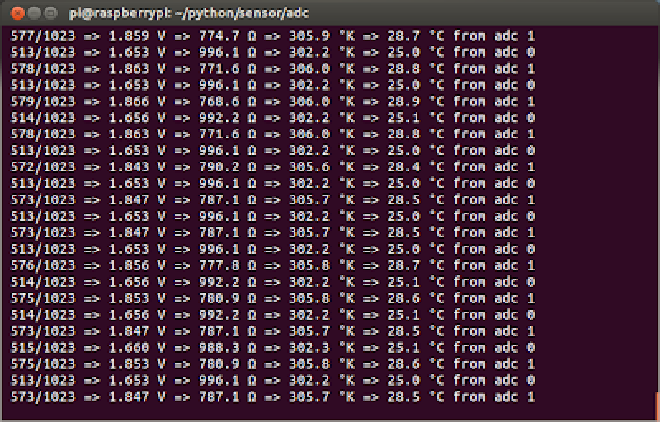 pi@raspberrypi: ~/python/sensor/adc
577/1023 => 1.859 V => 774.7 Ω => 305.9 °K => 28.7 °C from adc 1
513/1023 => 1.653 V => 996.1 Ω => 302.2 °K => 25.0 °C from adc 0
578/1023 => 1.863 V => 771.6 Ω => 306.0 °K => 28.8 °C from adc 1
513/1023 => 1.653 V => 996.1 Ω => 302.2 °K => 25.0 °C from adc 0
579/1023 => 1.866 V => 768.6 Ω => 306.0 °K => 28.9 °C from adc 1
514/1023 => 1.656 V => 992.2 Ω => 302.2 °K => 25.1 °C from adc 0
578/1023 => 1.863 V => 771.6 Ω => 306.0 °K => 28.8 °C from adc 1
513/1023 => 1.653 V => 996.1 Ω => 302.2 °K => 25.0 °C from adc 0
572/1023 => 1.843 V => 790.2 Ω => 305.6 °K => 28.4 °C from adc 1
513/1023 => 1.653 V => 996.1 Ω => 302.2 °K => 25.0 °C from adc 0
573/1023 => 1.847 V => 787.1 Ω => 305.7 °K => 28.5 °C from adc 1
513/1023 => 1.653 V => 996.1 Ω => 302.2 °K => 25.0 °C from adc 0
573/1023 => 1.847 V => 787.1 Ω => 305.7 °K => 28.5 °C from adc 1
513/1023 => 1.653 V => 996.1 Ω => 302.2 °K => 25.0 °C from adc 0
576/1023 => 1.856 V => 777.8 Ω => 305.8 °K => 28.7 °C from adc 1
514/1023 => 1.656 V => 992.2 Ω => 302.2 °K => 25.1 °C from adc 0
575/1023 => 1.853 V => 780.9 Ω => 305.8 °K => 28.6 °C from adc 1
514/1023 => 1.656 V => 992.2 Ω => 302.2 °K => 25.1 °C from adc 0
573/1023 => 1.847 V => 787.1 Ω => 305.7 °K => 28.5 °C from adc 1
515/1023 => 1.660 V => 988.3 Ω => 302.3 °K => 25.1 °C from adc 0
575/1023 => 1.853 V => 780.9 Ω => 305.8 °K => 28.6 °C from adc 1
513/1023 => 1.653 V => 996.1 Ω => 302.2 °K => 25.0 °C from adc 0
573/1023 => 1.847 V => 787.1 Ω => 305.7 °K => 28.5 °C from adc 1